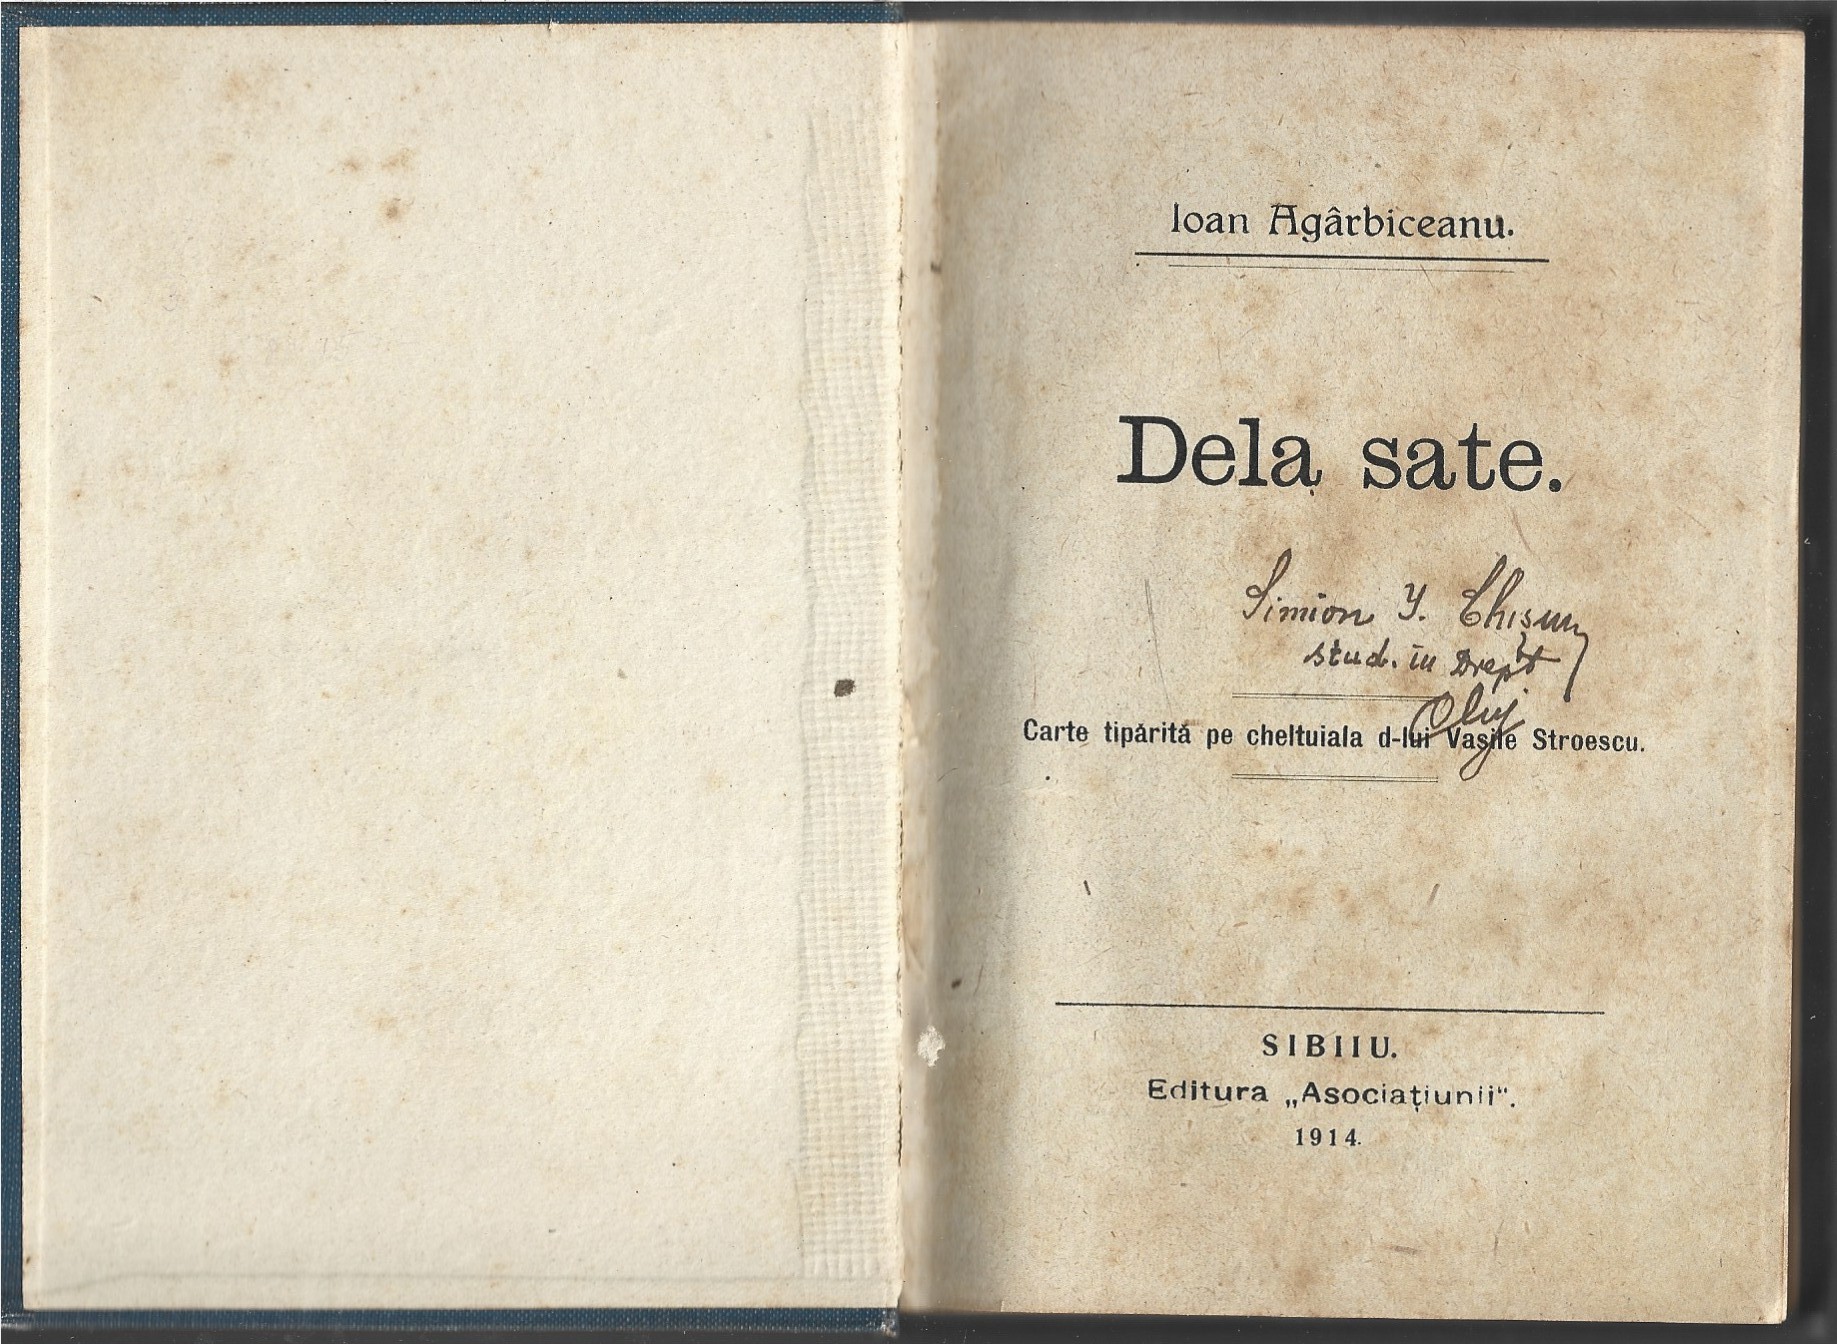 Ioan Agârbiceanu.
Dela sate.
Simion I.
stud. în Drept
Cluj
Carte tipărită pe cheltuiala d-lui Vasile Stroescu.
SIBIIU.
Editura „Asociațiunii“.
1914.